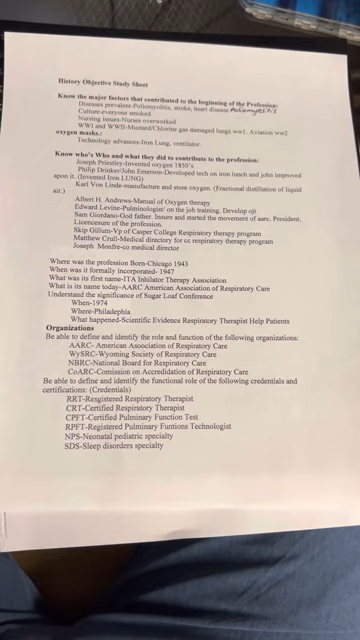 History Objective Study Sheet
Know the major factors that contributed to the beginning of the Profession:
Diseases prevalent-Poliomyolitis, stroke, heart disease Poliomyelitis
Culture-everyone smoked.
Nursing issues-Nurses overworked
WWI and WWII-Mustard/Chlorine gas damaged lungs ww1. Aviation ww2
oxygen masks.:
Technology advances-Iron Lung, ventilator.
Know who's Who and what they did to contribute to the profession:
Joseph Priestley-Invented oxygen 1850's
Philip Drinker/John Emerson-Developed tech on iron lunch and john improved
apon it. (Invented Iron LUNG)
Karl Von Linde-manufacture and store oxygen. (Fractional distillation of liquid
air.)
Albert H. Andrews-Manual of Oxygen therapy
Edward Levine-Pulminologist/ on the job training. Develop ojt
Sam Giordano-God father. Insure and started the movement of aarc. President.
Licencesure of the profession.
Skip Gillum-Vp of Casper College Respiratory therapy program
Matthew Crull-Medical directory for cc respiratory therapy program
Joseph Monfre-co medical director
Where was the profession Born-Chicago 1943
When was it formally incorporated- 1947
What was its first name-ITA Inhilator Therapy Association
What is its name today-AARC American Association of Respiratory Care
Understand the significance of Sugar Loaf Conference
When-1974
Where-Philadephia
What happened-Scientific Evidence Respiratory Therapist Help Patients
Organizations
Be able to define and identify the role and function of the following organizations:
AARC- American Association of Respiratory Care
WySRC-Wyoming Society of Respiratory Care
NBRC-National Board for Respiratory Care
CoARC-Comission on Accredidation of Respiratory Care
Be able to define and identify the functional role of the following credentials and
certifications: (Credentials)
RRT-Resgistered Respiratory Therapist
CRT-Certified Respiratory Therapist
CPFT-Certified Pulmonary Function Test
RPFT-Registered Pulmonary Funtions Technologist
NPS-Neonatal pediatric specialty
SDS-Sleep disorders specialty